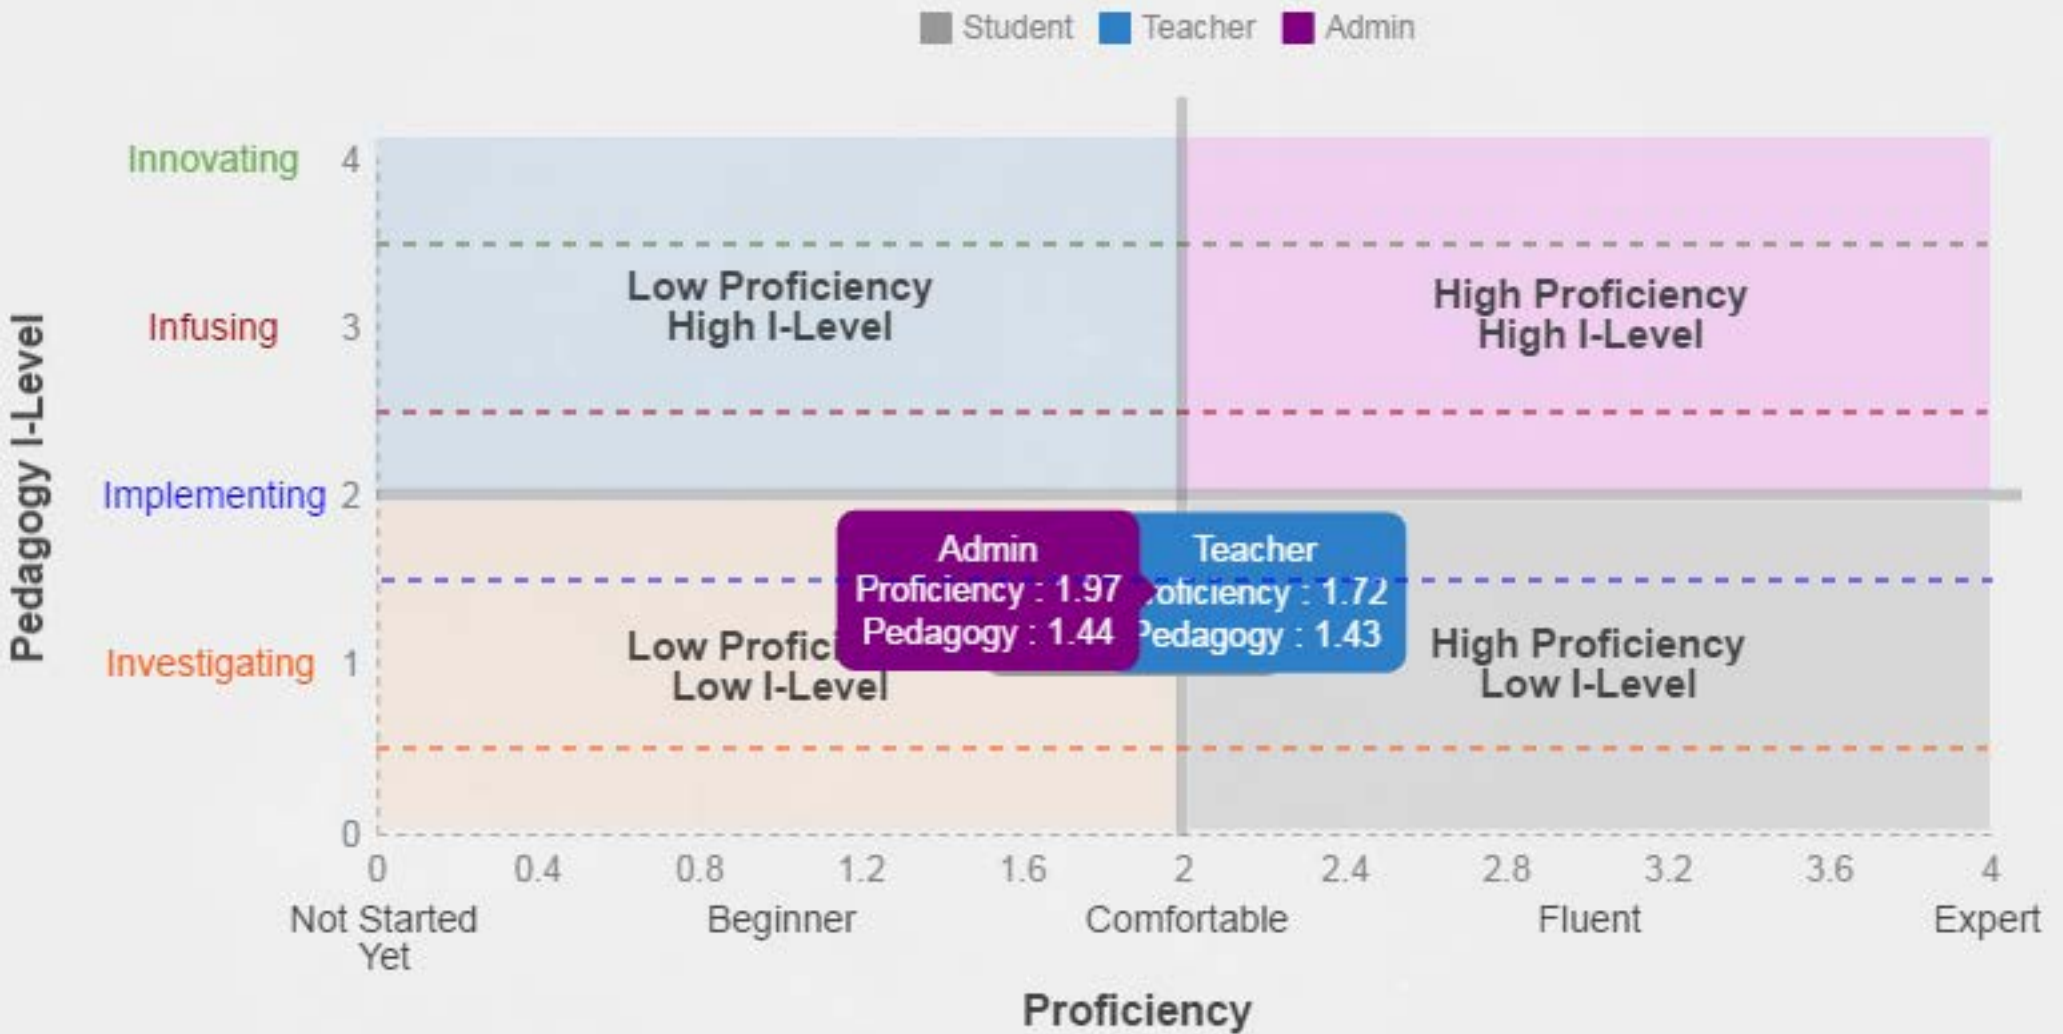 Student Teacher Admin
Pedagogy I-Level
Innovating 4
Infusing 3
Implementing 2
Investigating 1
0
Low Proficiency
High I-Level
High Proficiency
High I-Level
Admin
Proficiency : 1.97
Pedagogy : 1.44
Teacher
: 1.72
Pedagogy : 1.43
Low
Low I-Level
High Proficiency
Low I-Level
0 0.4 0.8 1.2 1.6 2 2.4 2.8 3.2 3.6 4
Not Started Beginner Comfortable Fluent Expert
Yet
Proficiency